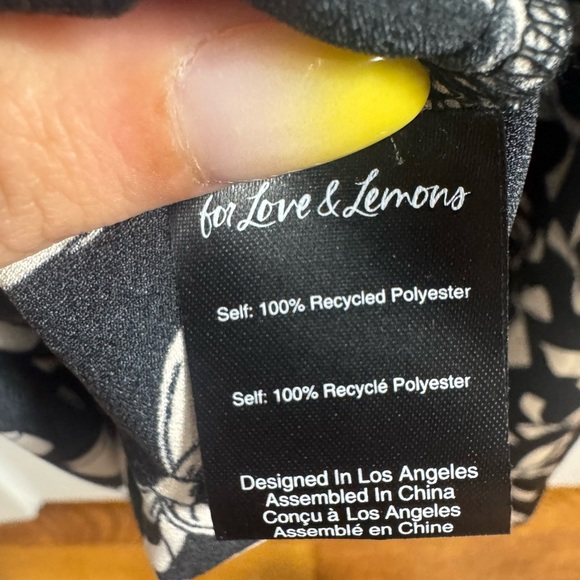 for Love & Lemons
Self: 100% Recycled Polyester
Self: 100% Recyclé Polyester
Designed In Los Angeles
Assembled In China
Conçu à Los Angeles
Assemblé en Chine